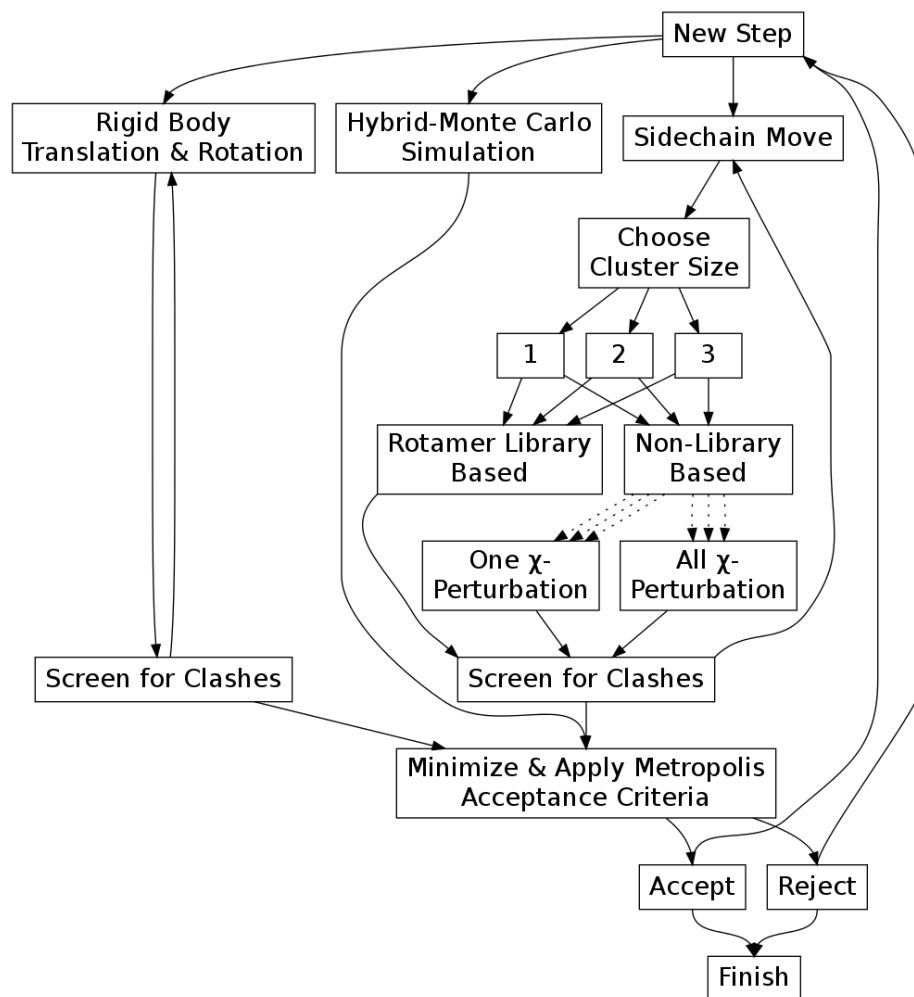 New Step
Rigid Body
Translation & Rotation
Hybrid-Monte Carlo
Simulation
Sidechain Move
Choose
Cluster Size
1
2
3
Rotamer Library
Based
Non-Library
Based
One χ-
Perturbation
All χ-
Perturbation
Screen for Clashes
Screen for Clashes
Minimize & Apply Metropolis
Acceptance Criteria
Accept
Reject
Finish